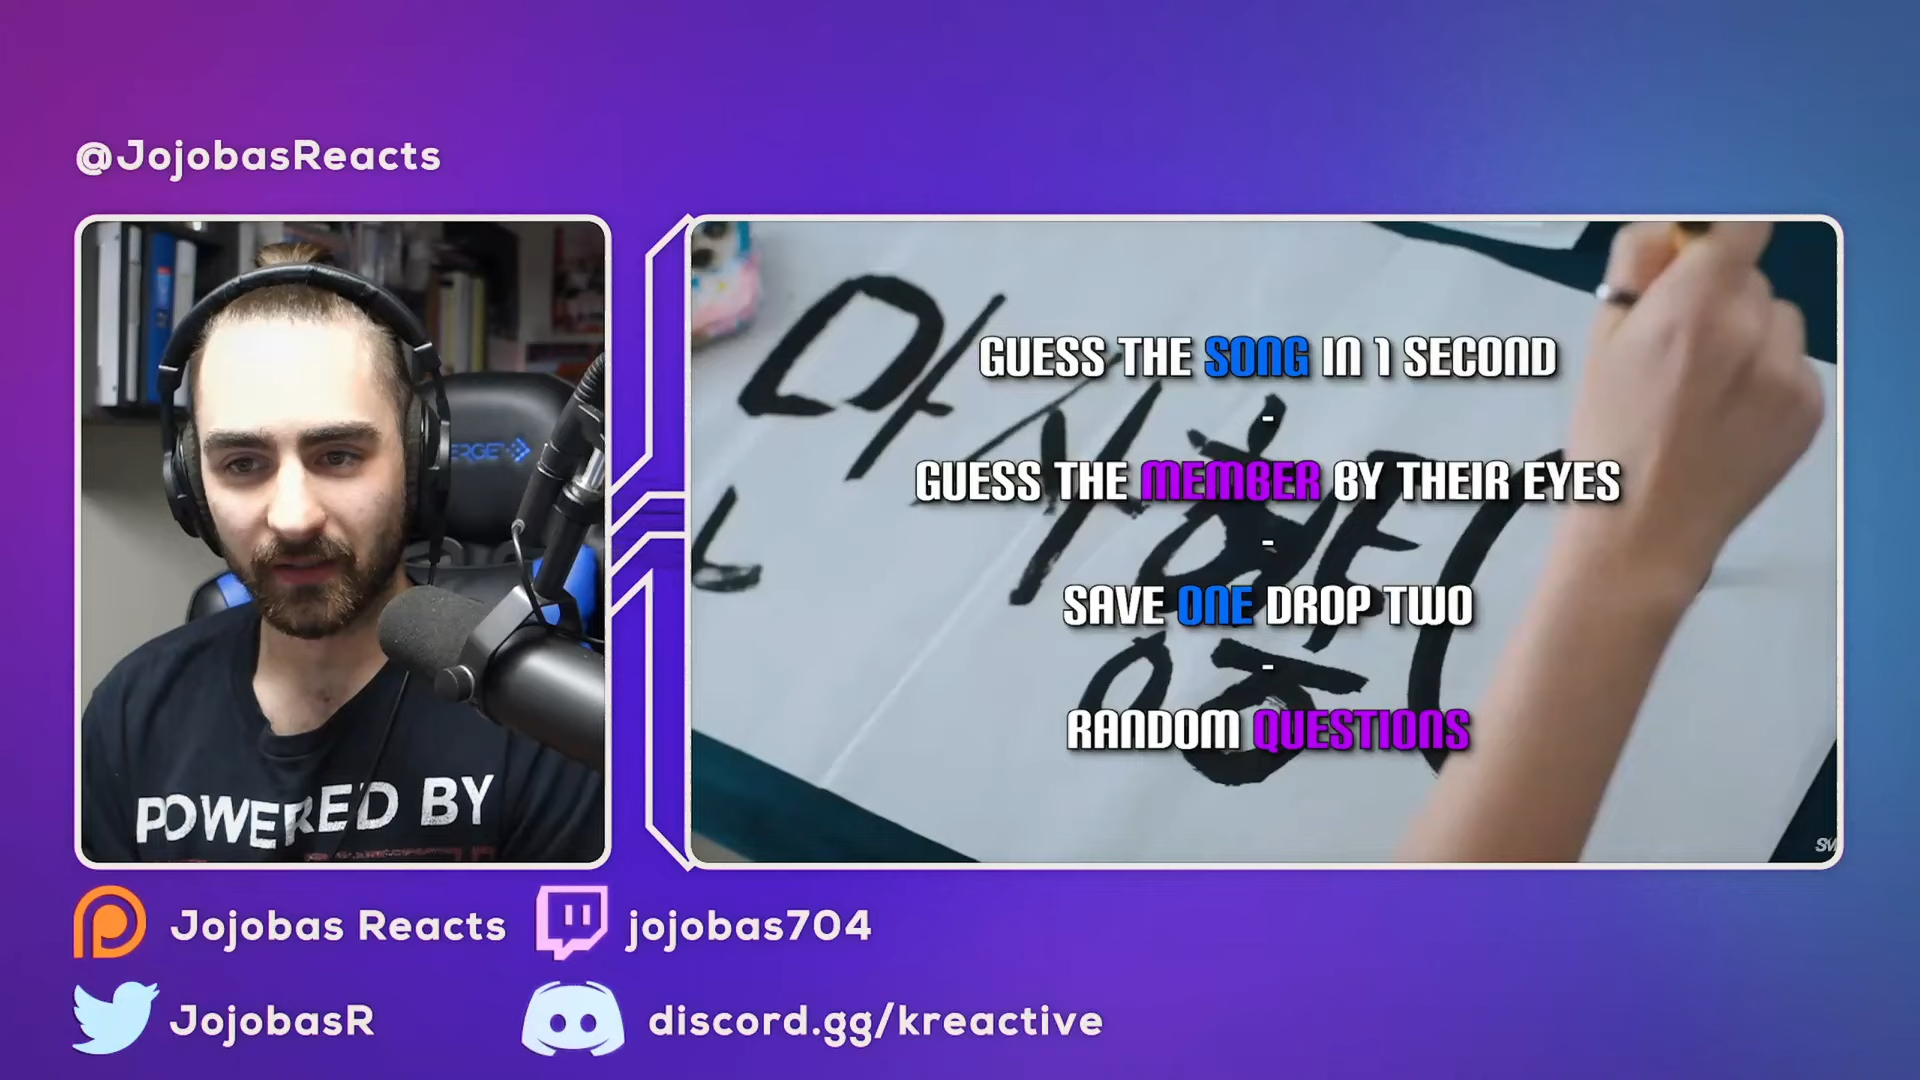 @JojobasReacts
ERGE
POWERED BY
GUESS THE SONG IN 1 SECOND
-
GUESS THE MEMBER BY THEIR EYES
-
SAVE ONE DROP TWO
-
RANDOM QUESTIONS
Jojobas Reacts
jojobas704
JojobasR
discord.gg/kreactive